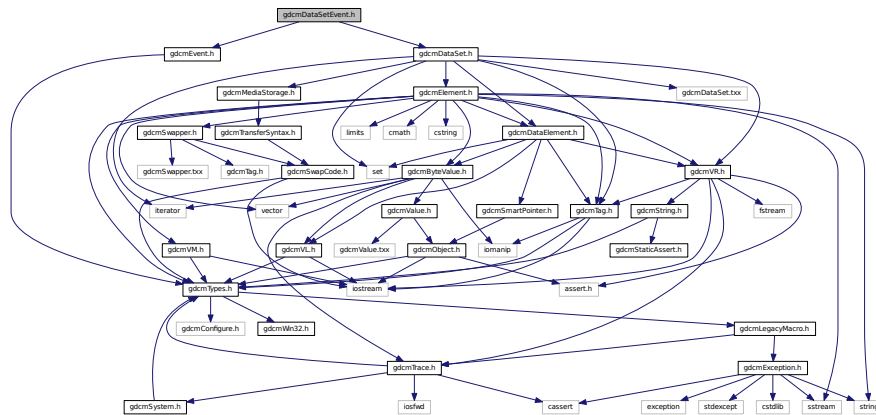 gdcmDataSetEvent.h
gdcmEvent.h
gdcmDataSet.h
gdcmMediaStorage.h
gdcmElement.h
gdcmDataSet.txx
gdcmSwapper.h
gdcmTransferSyntax.h
limits
cmath
cstring
gdcmDataElement.h
gdcmSwapper.txx
gdcmTag.h
gdcmSwapCode.h
set
gdcmByteValue.h
gdcmVR.h
iterator
vector
gdcmValue.h
gdcmSmartPointer.h
gdcmTag.h
gdcmString.h
fstream
gdcmVM.h
gdcmVL.h
gdcmValue.txx
gdcmObject.h
iomanip
gdcmStaticAssert.h
gdcmTypes.h
iostream
assert.h
gdcmConfigure.h
gdcmWin32.h
gdcmLegacyMacro.h
gdcmTrace.h
gdcmException.h
gdcmSystem.h
iosfwd
cassert
exception
stdexcept
cstdlib
sstream
string